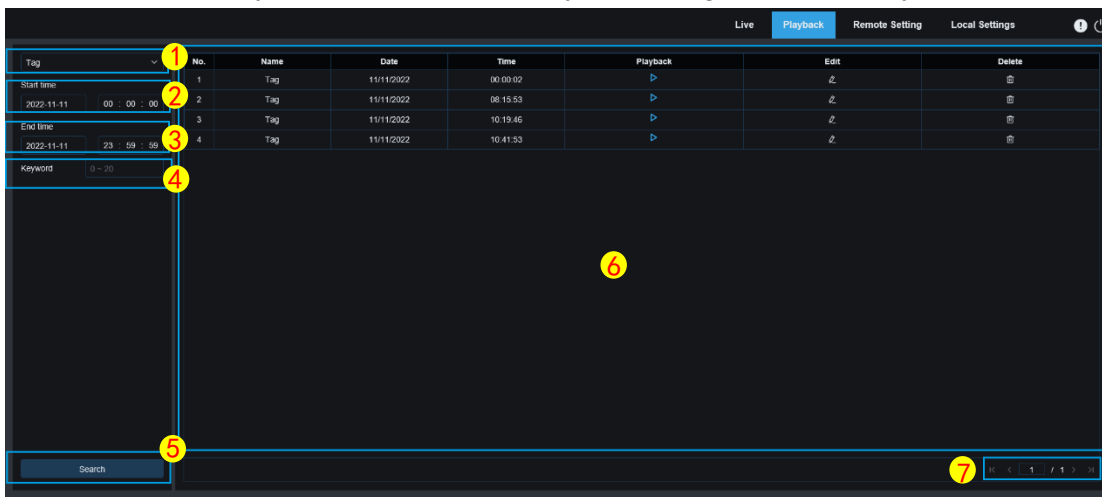 Live Playback Remote Setting Local Settings
Tag 1
Start time
2022-11-11 00 : 00 : 00 2
End time
2022-11-11 23 : 59 : 59 3
Keyword 0 ~ 20 4
No. Name Date Time Playback Edit Delete
1 Tag 11/11/2022 00:00:02
2 Tag 11/11/2022 08:15:53
3 Tag 11/11/2022 10:19:46
4 Tag 11/11/2022 10:41:53
6
5
Search
7 1 / 1